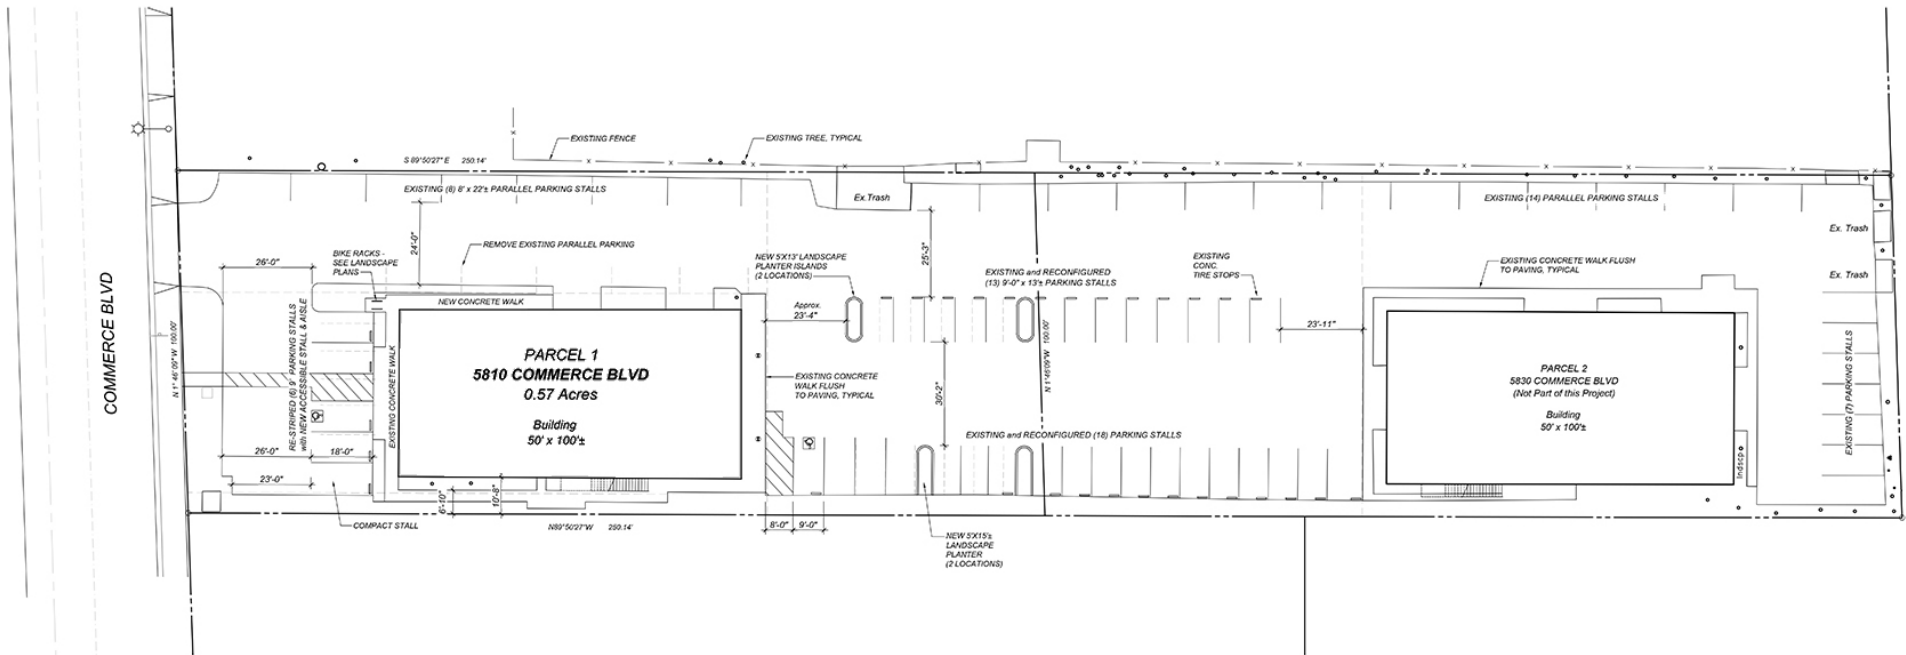 COMMERCE BLVD
EXISTING FENCE
EXISTING TREE, TYPICAL
S 89°50'27" E 250.14'
EXISTING (8) 8' x 22'± PARALLEL PARKING STALLS
Ex.Trash
EXISTING (14) PARALLEL PARKING STALLS
Ex. Trash
Ex. Trash
24'-0"
25'-3"
REMOVE EXISTING PARALLEL PARKING
BIKE RACKS -
SEE LANDSCAPE
PLANS
26'-0"
NEW 5'X13' LANDSCAPE
PLANTER ISLANDS
(2 LOCATIONS)
EXISTING and RECONFIGURED
(13) 9'-0" x 13'± PARKING STALLS
EXISTING
CONC.
TIRE STOPS
EXISTING CONCRETE WALK FLUSH
TO PAVING, TYPICAL
NEW CONCRETE WALK
Approx.
23'-4"
23'-11"
N 1°46'09" W 100.00'
RE-STRIPED (6) 9' PARKING STALLS
with NEW ACCESSIBLE STALL & AISLE
EXISTING CONCRETE WALK
PARCEL 1
5810 COMMERCE BLVD
0.57 Acres
Building
50' x 100'±
EXISTING CONCRETE
WALK FLUSH
TO PAVING, TYPICAL
30'-2"
N 1°46'09"W 100.00'
PARCEL 2
5830 COMMERCE BLVD
(Not Part of this Project)
Building
50' x 100'±
EXISTING (7) PARKING STALLS
lndscp
EXISTING and RECONFIGURED (18) PARKING STALLS
26'-0"
18'-0"
23'-0"
6'-10"
10'-8"
COMPACT STALL
N89°50'27"W 250.14'
8'-0"
9'-0"
NEW 5'X15'±
LANDSCAPE
PLANTER
(2 LOCATIONS)